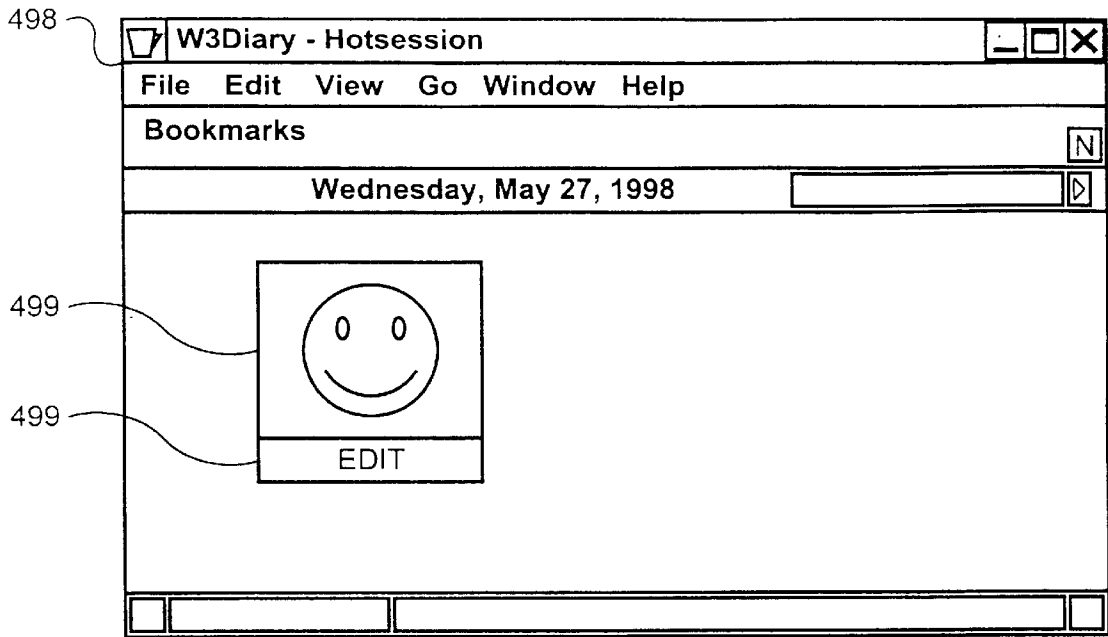 498
W3Diary - Hotsession
File Edit View Go Window Help
Bookmarks
N
Wednesday, May 27, 1998
499
499
EDIT